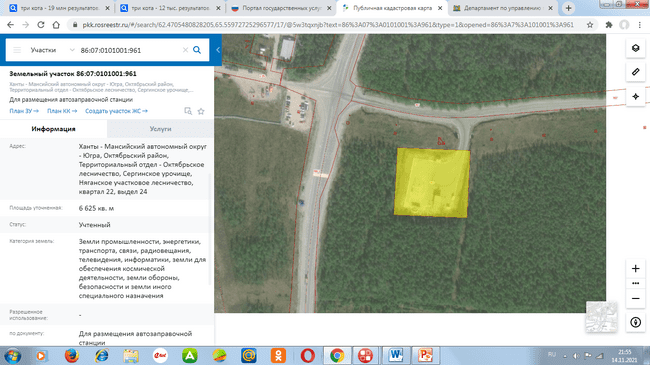 три кота - 19 млн результатов
три кота - 12 тыс. результатов
Портал государственных услуг
Публичная кадастровая карта
Департамент по управлению
pkk.rosreestr.ru/#/search/62.4705480828205,65.55972725296577/17/@5w3tqxnjb?text=86%3A07%3A0101001%3A961&type=1&opened=86%3A7%3A101001%3A961
Участки
86:07:0101001:961
Земельный участок 86:07:0101001:961
Ханты - Мансийский автономный округ - Югра, Октябрьский район,
Территориальный отдел - Октябрьское лесничество, Сергинское урочище,
Для размещения автозаправочной станции
План ЗУ →
План КК →
Создать участок ЖС →
Информация
Услуги
Адрес:
Ханты - Мансийский автономный округ
- Югра, Октябрьский район,
Территориальный отдел - Октябрьское
лесничество, Сергинское урочище,
Няганское участковое лесничество,
квартал 22, выдел 24
Площадь уточненная:
6 625 кв. м
Статус:
Учтенный
Категория земель:
Земли промышленности, энергетики,
транспорта, связи, радиовещания,
телевидения, информатики, земли для
обеспечения космической
деятельности, земли обороны,
безопасности и земли иного
специального назначения
Разрешенное
использование:
-
по документу:
Для размещения автозаправочной
станции
RU
21:55
14.11.2021